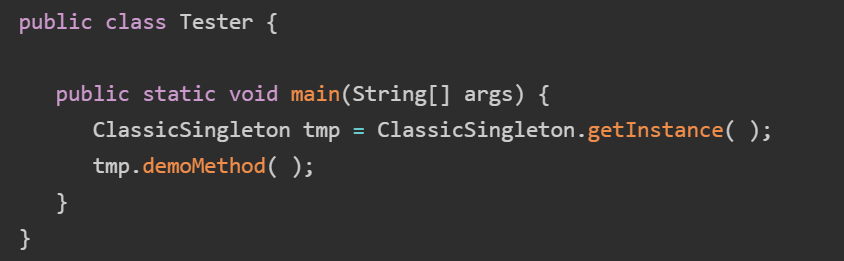 public class Tester {
public static void main(String[] args) {
ClassicSingleton tmp = ClassicSingleton.getInstance( );
tmp.demoMethod( );
}
}